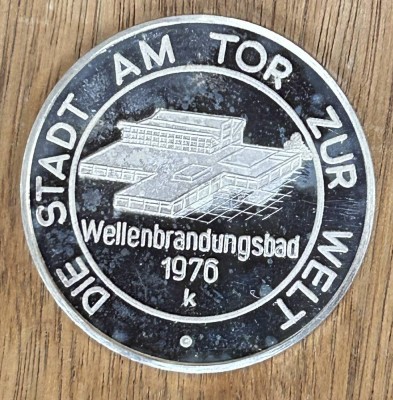 DIE STADT AM TOR ZUR WELT
Wellenbrandungsbad
1976
k